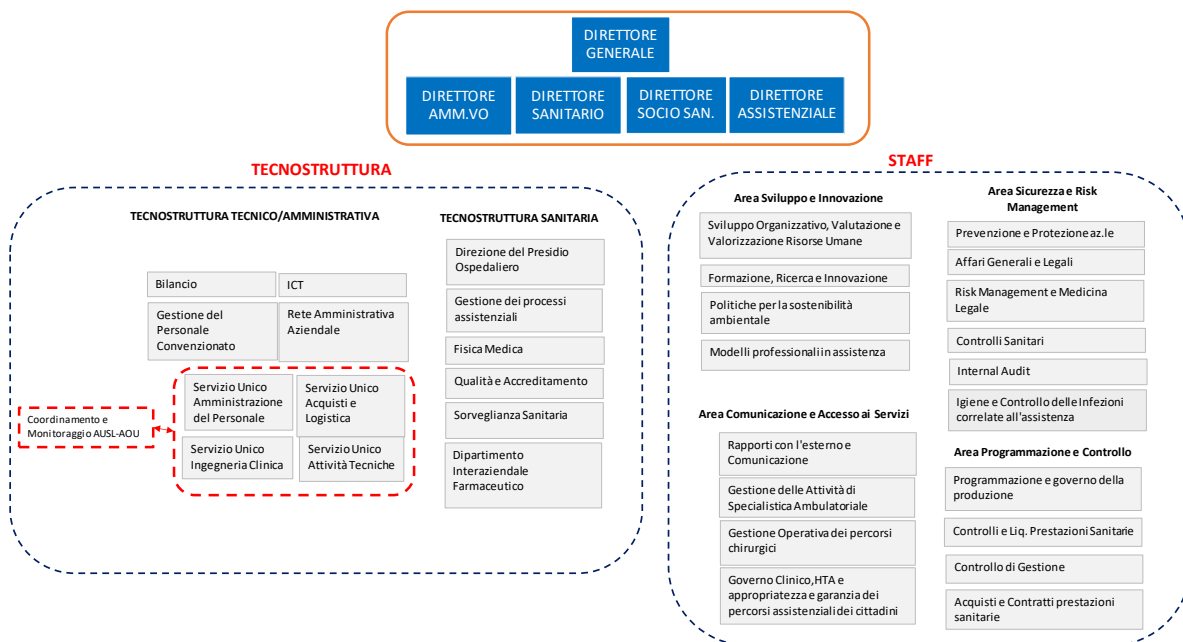 DIRETTORE
GENERALE
DIRETTORE
AMM.VO
DIRETTORE
SANITARIO
DIRETTORE
SOCIO SAN.
DIRETTORE
ASSISTENZIALE
TECNOSTRUTTURA
TECNOSTRUTTURA TECNICO/AMMINISTRATIVA
Bilancio
ICT
Gestione del
Personale
Convenzionato
Rete Amministrativa
Aziendale
Servizio Unico
Amministrazione
del Personale
Servizio Unico
Acquisti e
Logistica
Servizio Unico
Ingegneria Clinica
Servizio Unico
Attività Tecniche
Coordinamento e
Monitoraggio AUSL-AOU
TECNOSTRUTTURA SANITARIA
Direzione del Presidio
Ospedaliero
Gestione dei processi
assistenziali
Fisica Medica
Qualità e Accreditamento
Sorveglianza Sanitaria
Dipartimento
Interaziendale
Farmaceutico
STAFF
Area Sviluppo e Innovazione
Sviluppo Organizzativo, Valutazione e
Valorizzazione Risorse Umane
Formazione, Ricerca e Innovazione
Politiche per la sostenibilità
ambientale
Modelli professionali in assistenza
Area Comunicazione e Accesso ai Servizi
Rapporti con l'esterno e
Comunicazione
Gestione delle Attività di
Specialistica Ambulatoriale
Gestione Operativa dei percorsi
chirurgici
Governo Clinico,HTA e
appropriatezza e garanzia dei
percorsi assistenziali dei cittadini
Area Sicurezza e Risk
Management
Prevenzione e Protezione az.le
Affari Generali e Legali
Risk Management e Medicina
Legale
Controlli Sanitari
Internal Audit
Igiene e Controllo delle Infezioni
correlate all'assistenza
Area Programmazione e Controllo
Programmazione e governo della
produzione
Controlli e Liq. Prestazioni Sanitarie
Controllo di Gestione
Acquisti e Contratti prestazioni
sanitarie